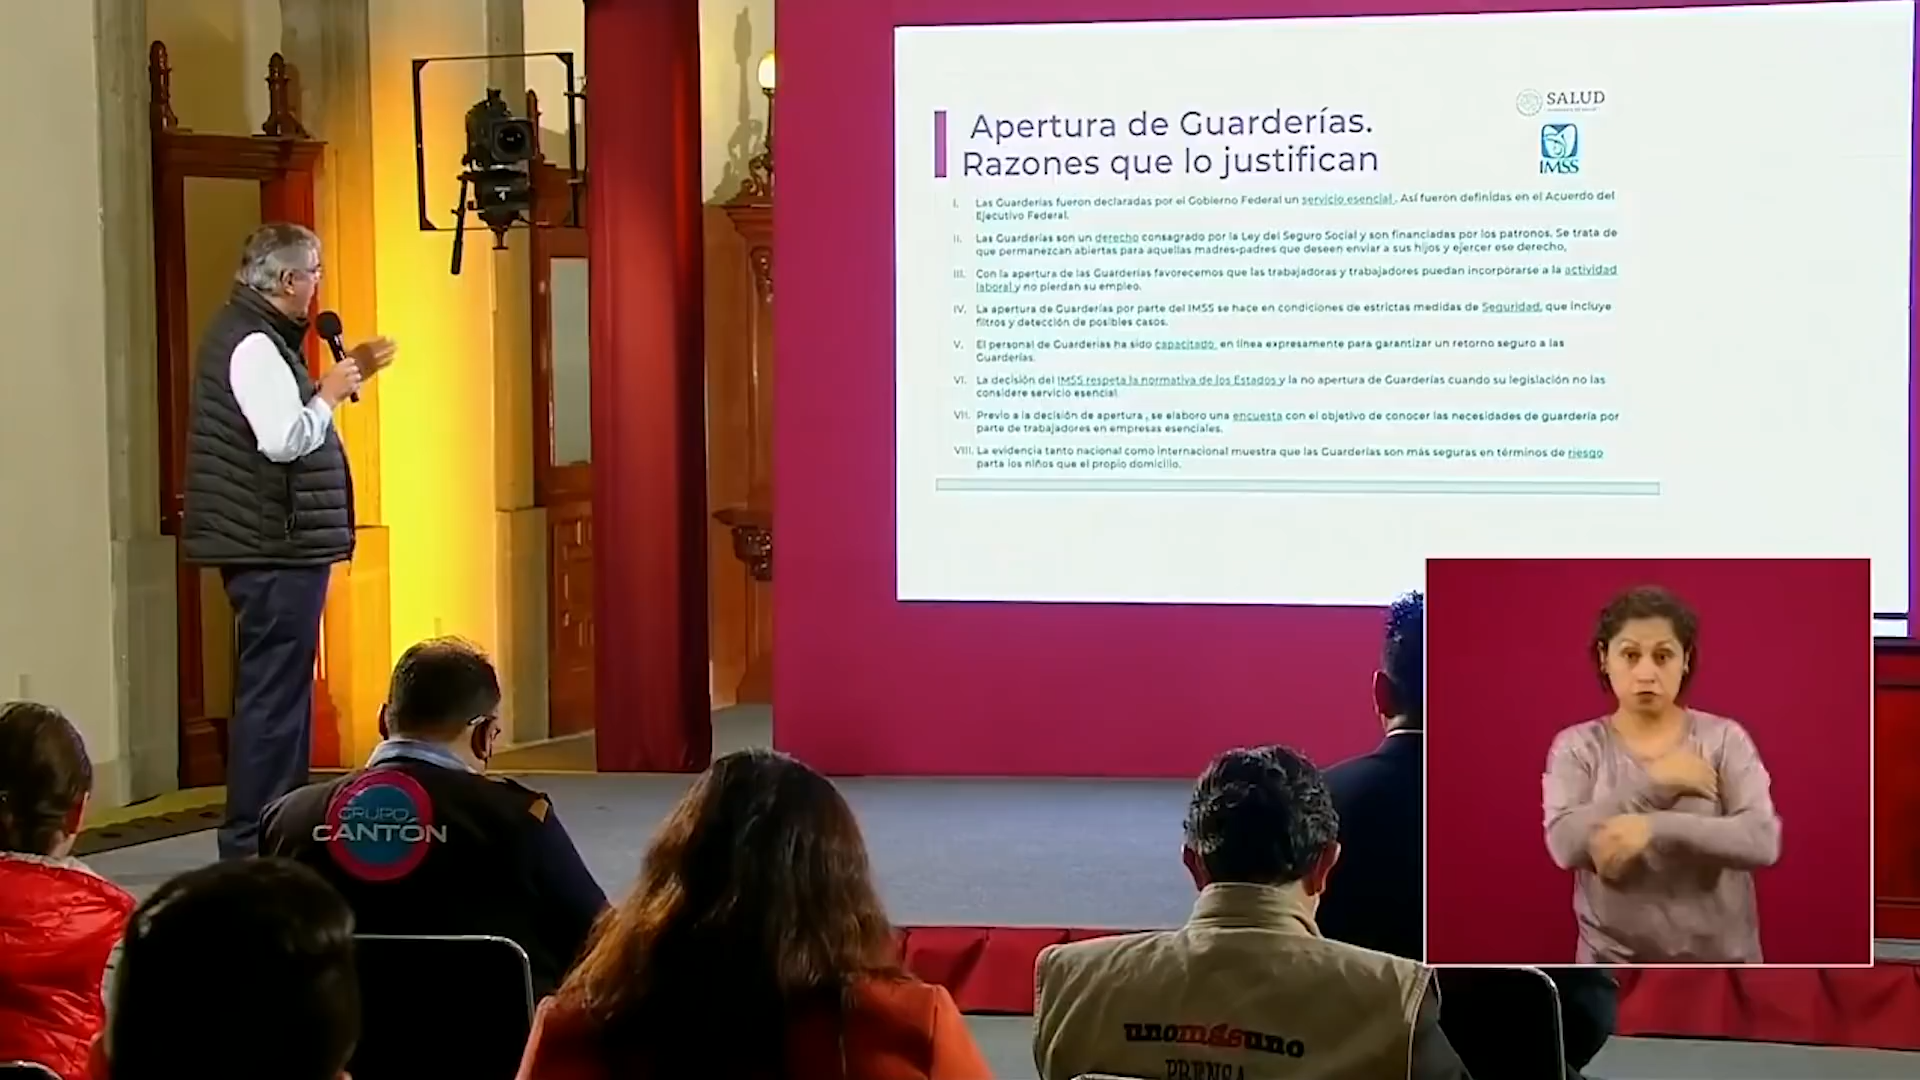 Apertura de Guarderías.
Razones que lo justifican
SALUD
IMSS
I. Las Guarderías fueron declaradas por el Gobierno Federal un servicio esencial . Así fueron definidas en el Acuerdo del
Ejecutivo Federal.
II. Las Guarderías son un derecho consagrado por la Ley del Seguro Social y son financiadas por los patronos. Se trata de
que permanezcan abiertas para aquellas madres-padres que deseen enviar a sus hijos y ejercer ese derecho,
III. Con la apertura de las Guarderías favorecemos que las trabajadoras y trabajadores puedan incorporarse a la actividad
laboral y no pierdan su empleo.
IV. La apertura de Guarderías por parte del IMSS se hace en condiciones de estrictas medidas de Seguridad, que incluye
filtros y detección de posibles casos.
V. El personal de Guarderías ha sido capacitado en línea expresamente para garantizar un retorno seguro a las
Guarderías.
VI. La decisión del IMSS respeta la normativa de los Estados y la no apertura de Guarderías cuando su legislación no las
considere servicio esencial
VII. Previo a la decisión de apertura , se elaboro una encuesta con el objetivo de conocer las necesidades de guardería por
parte de trabajadores en empresas esenciales.
VIII. La evidencia tanto nacional como internacional muestra que las Guarderías son más seguras en términos de riesgo
parta los niños que el propio domicilio.
GRUPO
CANTÓN
unomásuno
PRENSA